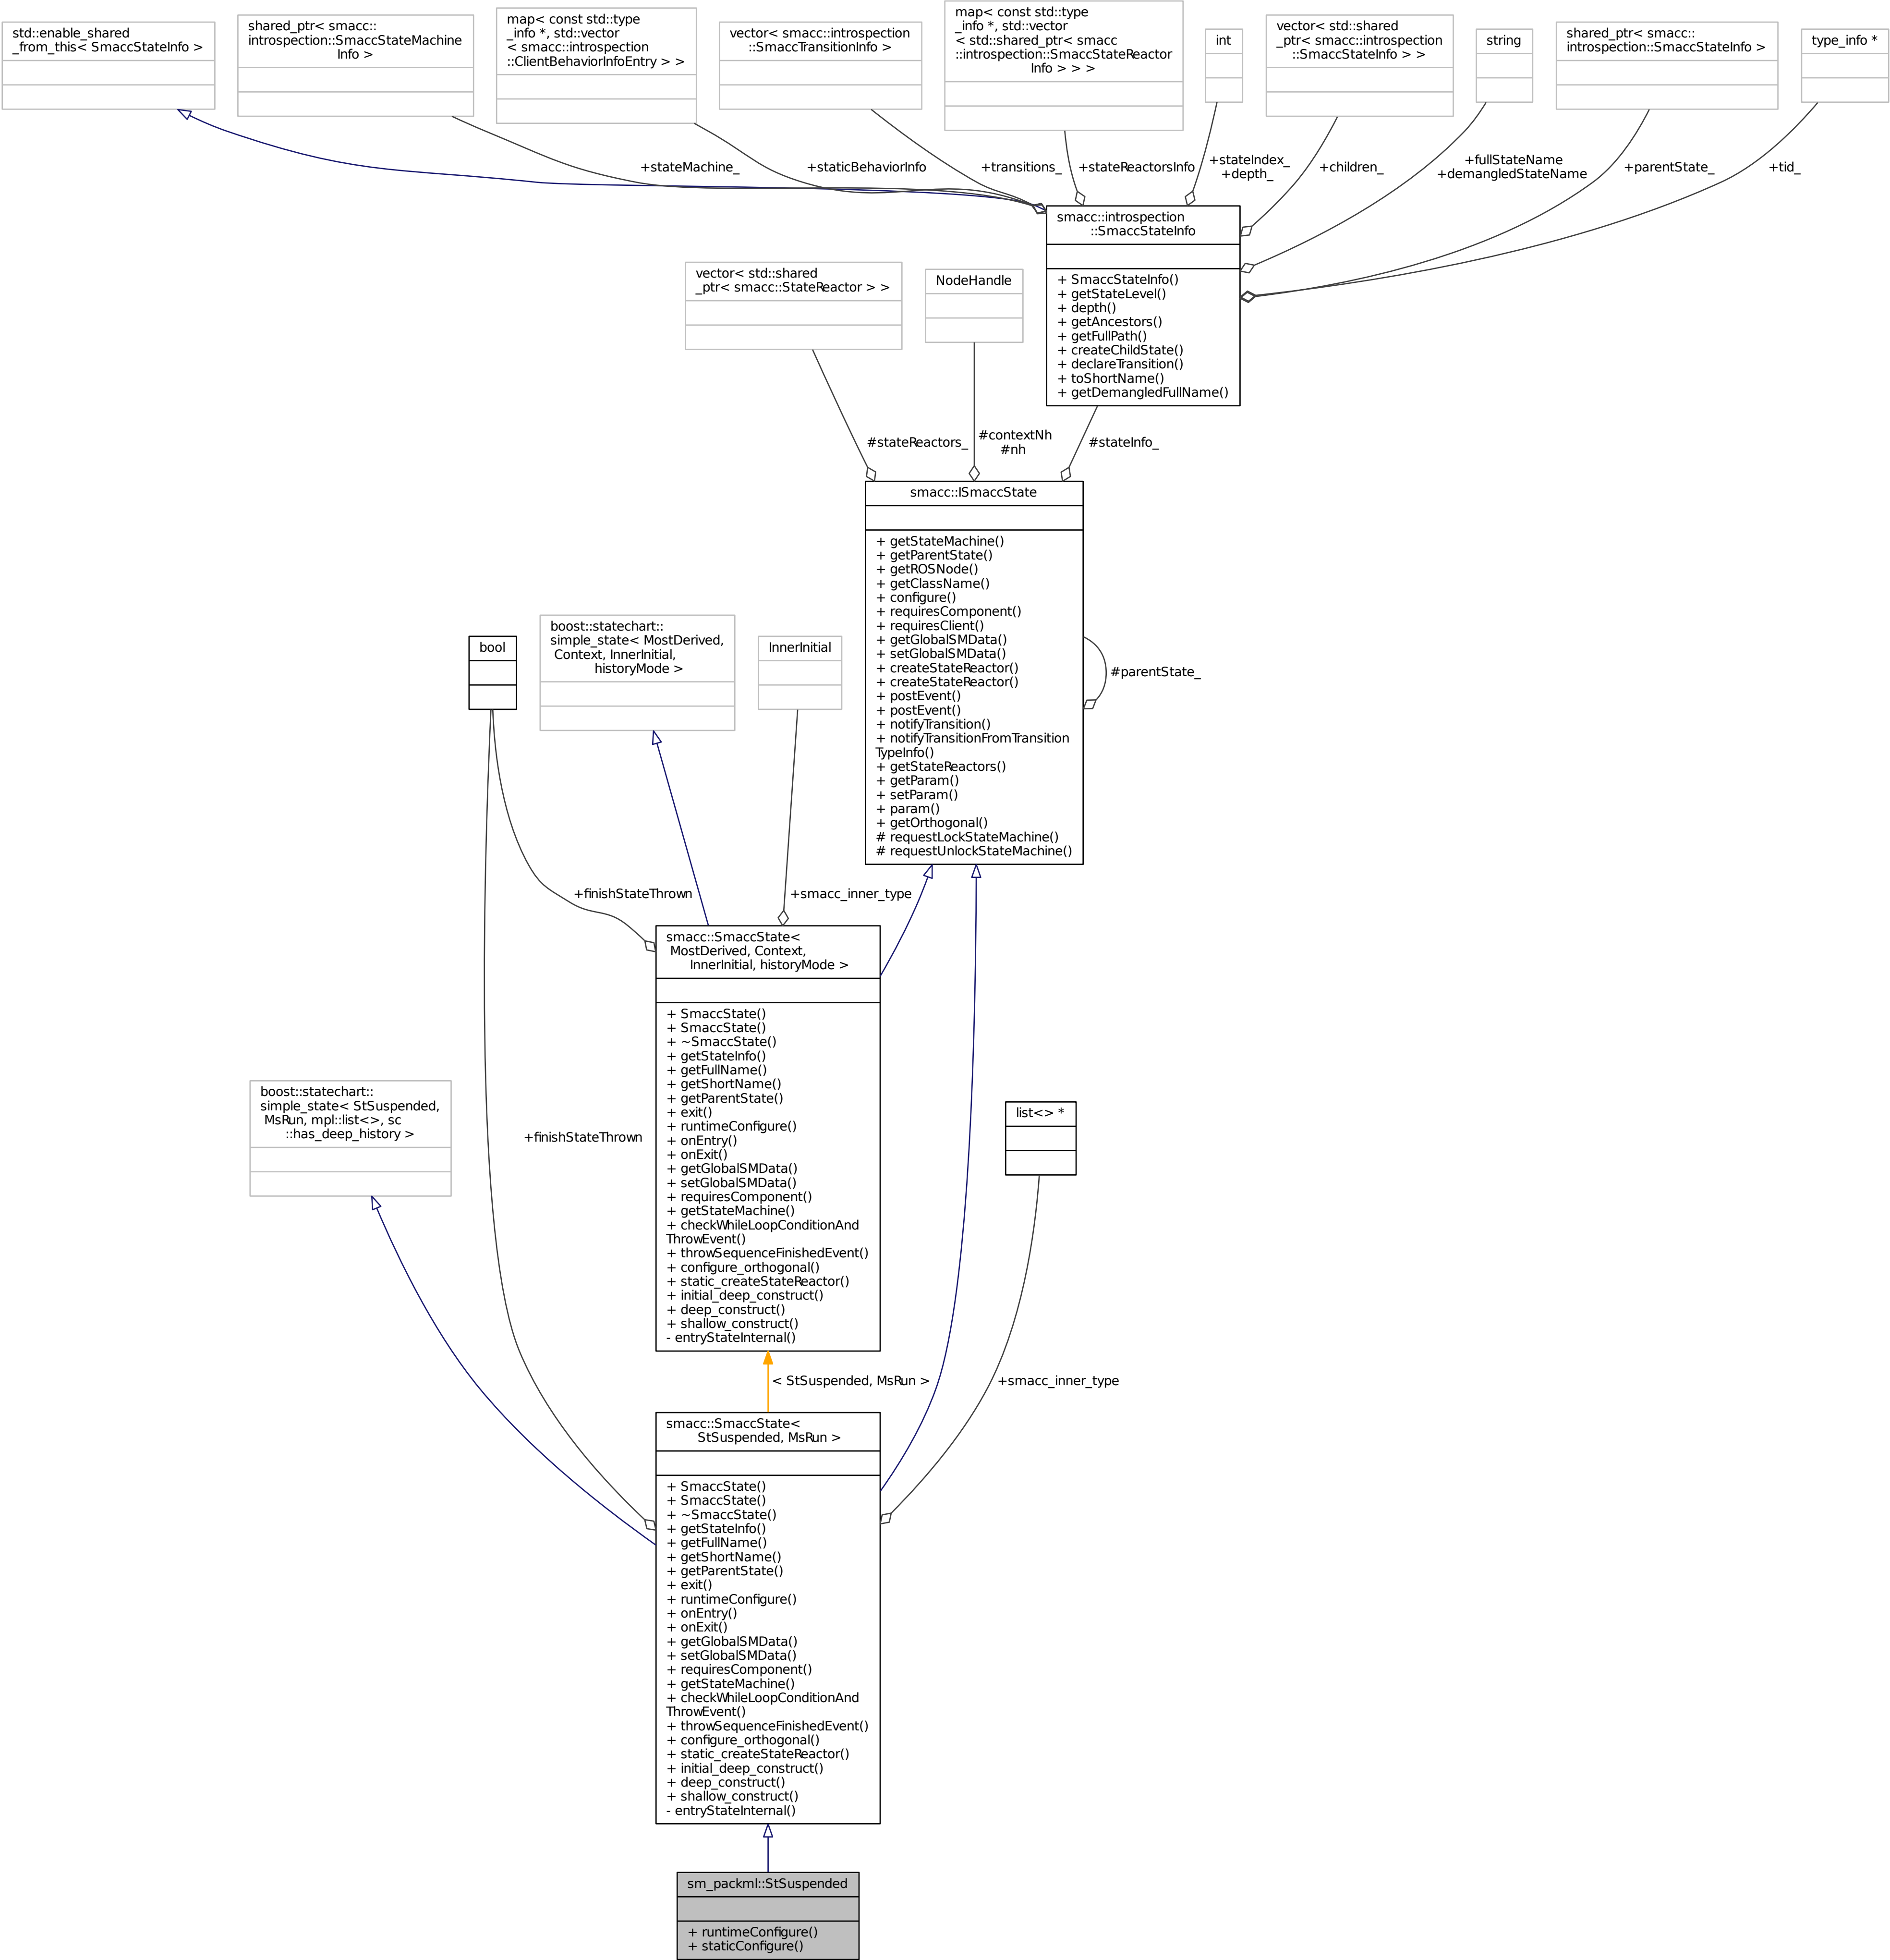 std::enable_shared
_from_this< SmaccStateInfo >
shared_ptr< smacc::
introspection::SmaccStateMachine
Info >
map< const std::type
_info *, std::vector
< smacc::introspection
::ClientBehaviorInfoEntry > >
vector< smacc::introspection
::SmaccTransitionInfo >
map< const std::type
_info *, std::vector
< std::shared_ptr< smacc
::introspection::SmaccStateReactor
Info > > >
int
vector< std::shared
_ptr< smacc::introspection
::SmaccStateInfo > >
string
shared_ptr< smacc::
introspection::SmaccStateInfo >
type_info *
+stateMachine_
+staticBehaviorInfo
+transitions_
+stateReactorsInfo
+stateIndex_
+depth_
+children_
+fullStateName
+demangledStateName
+parentState_
+tid_
smacc::introspection
::SmaccStateInfo
+ SmaccStateInfo()
+ getStateLevel()
+ depth()
+ getAncestors()
+ getFullPath()
+ createChildState()
+ declareTransition()
+ toShortName()
+ getDemangledFullName()
vector< std::shared
_ptr< smacc::StateReactor > >
NodeHandle
#stateReactors_
#contextNh
#nh
#stateInfo_
smacc::ISmaccState
+ getStateMachine()
+ getParentState()
+ getROSNode()
+ getClassName()
+ configure()
+ requiresComponent()
+ requiresClient()
+ getGlobalSMData()
+ setGlobalSMData()
+ createStateReactor()
+ createStateReactor()
+ postEvent()
+ postEvent()
+ notifyTransition()
+ notifyTransitionFromTransition
TypeInfo()
+ getStateReactors()
+ getParam()
+ setParam()
+ param()
+ getOrthogonal()
# requestLockStateMachine()
# requestUnlockStateMachine()
#parentState_
bool
boost::statechart::
simple_state< MostDerived,
Context, InnerInitial,
historyMode >
InnerInitial
+finishStateThrown
+smacc_inner_type
smacc::SmaccState<
MostDerived, Context,
InnerInitial, historyMode >
+ SmaccState()
+ SmaccState()
+ ~SmaccState()
+ getStateInfo()
+ getFullName()
+ getShortName()
+ getParentState()
+ exit()
+ runtimeConfigure()
+ onEntry()
+ onExit()
+ getGlobalSMData()
+ setGlobalSMData()
+ requiresComponent()
+ getStateMachine()
+ checkWhileLoopConditionAnd
ThrowEvent()
+ throwSequenceFinishedEvent()
+ configure_orthogonal()
+ static_createStateReactor()
+ initial_deep_construct()
+ deep_construct()
+ shallow_construct()
- entryStateInternal()
boost::statechart::
simple_state< StSuspended,
MsRun, mpl::list<>, sc
::has_deep_history >
+finishStateThrown
list<> *
< StSuspended, MsRun >
+smacc_inner_type
smacc::SmaccState<
StSuspended, MsRun >
+ SmaccState()
+ SmaccState()
+ ~SmaccState()
+ getStateInfo()
+ getFullName()
+ getShortName()
+ getParentState()
+ exit()
+ runtimeConfigure()
+ onEntry()
+ onExit()
+ getGlobalSMData()
+ setGlobalSMData()
+ requiresComponent()
+ getStateMachine()
+ checkWhileLoopConditionAnd
ThrowEvent()
+ throwSequenceFinishedEvent()
+ configure_orthogonal()
+ static_createStateReactor()
+ initial_deep_construct()
+ deep_construct()
+ shallow_construct()
- entryStateInternal()
sm_packml::StSuspended
+ runtimeConfigure()
+ staticConfigure()